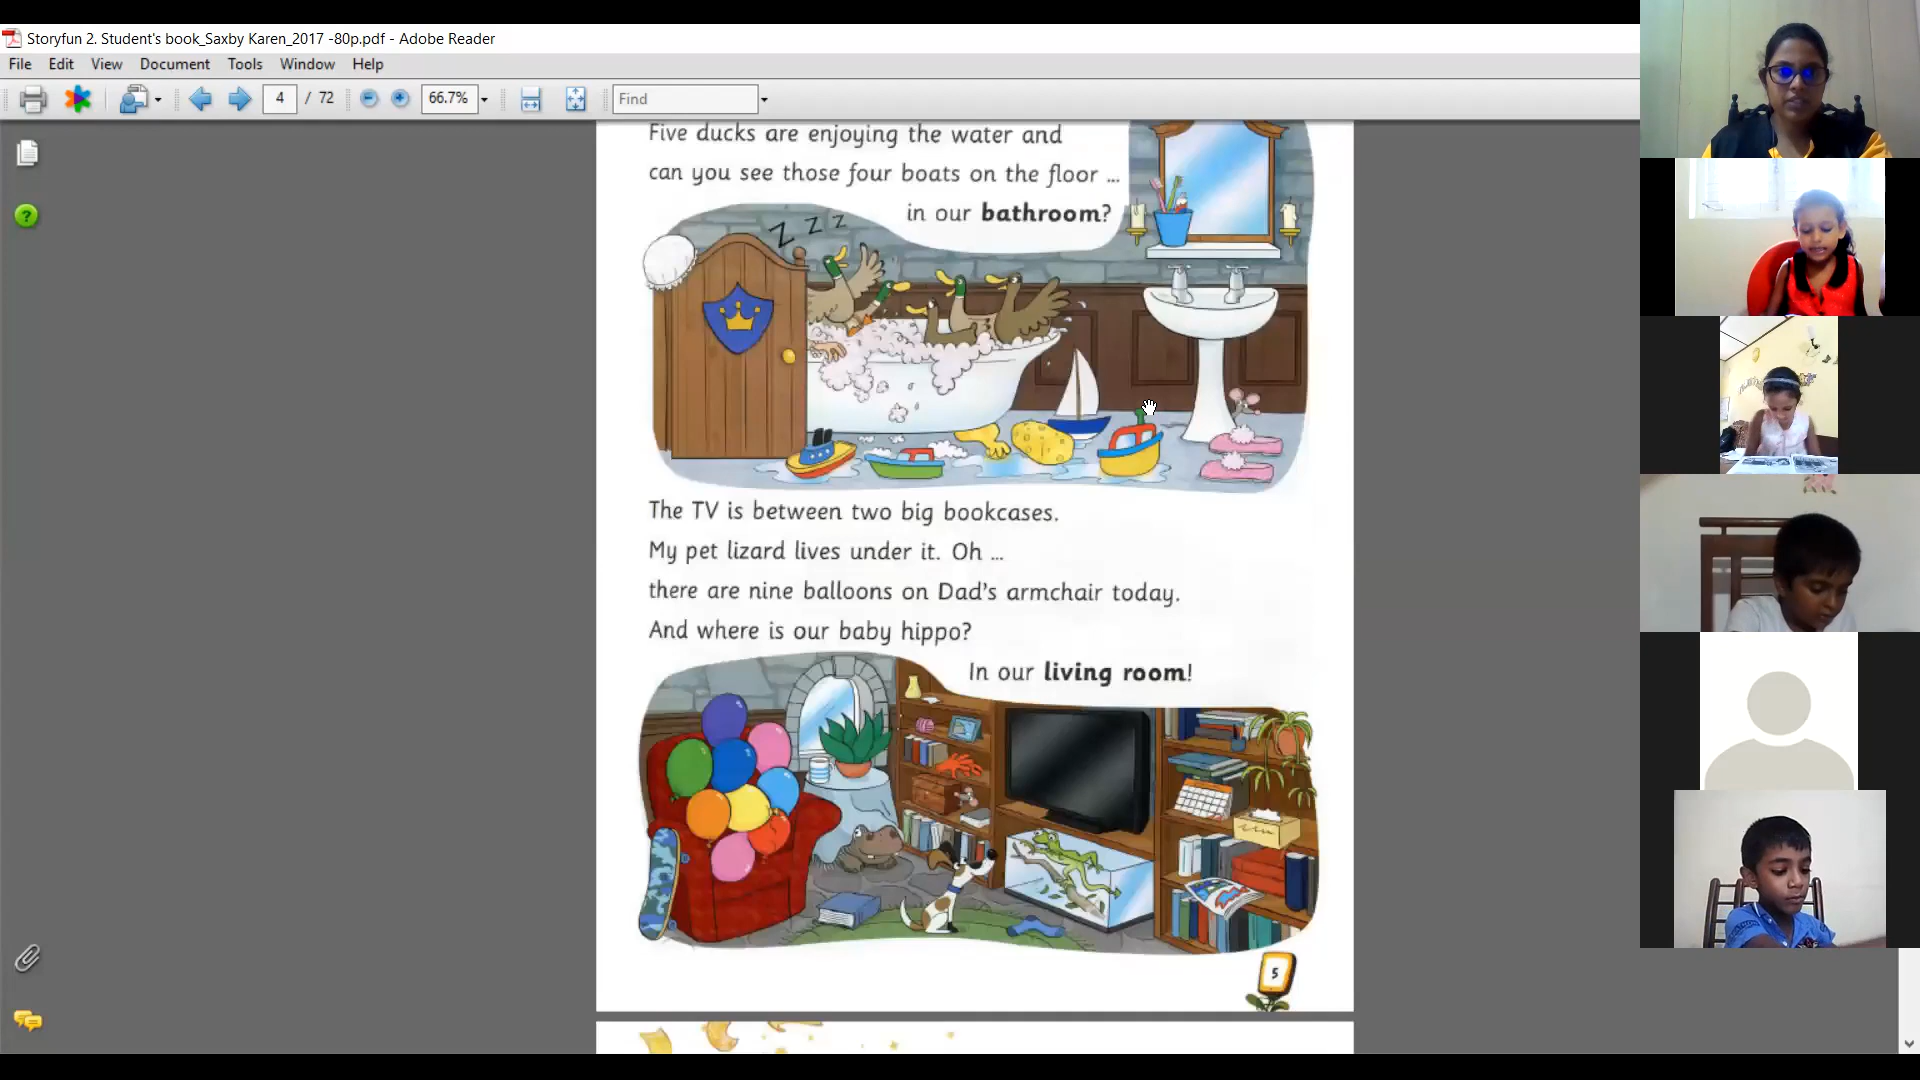 Storyfun 2. Student's book_Saxby Karen_2017 -80p.pdf - Adobe Reader
File Edit View Document Tools Window Help
4 / 72 66.7% Find
Five ducks are enjoying the water and
can you see those four boats on the floor ...
in our bathroom?
Z Z Z
The TV is between two big bookcases.
My pet lizard lives under it. Oh ...
there are nine balloons on Dad's armchair today.
And where is our baby hippo?
In our living room!
5